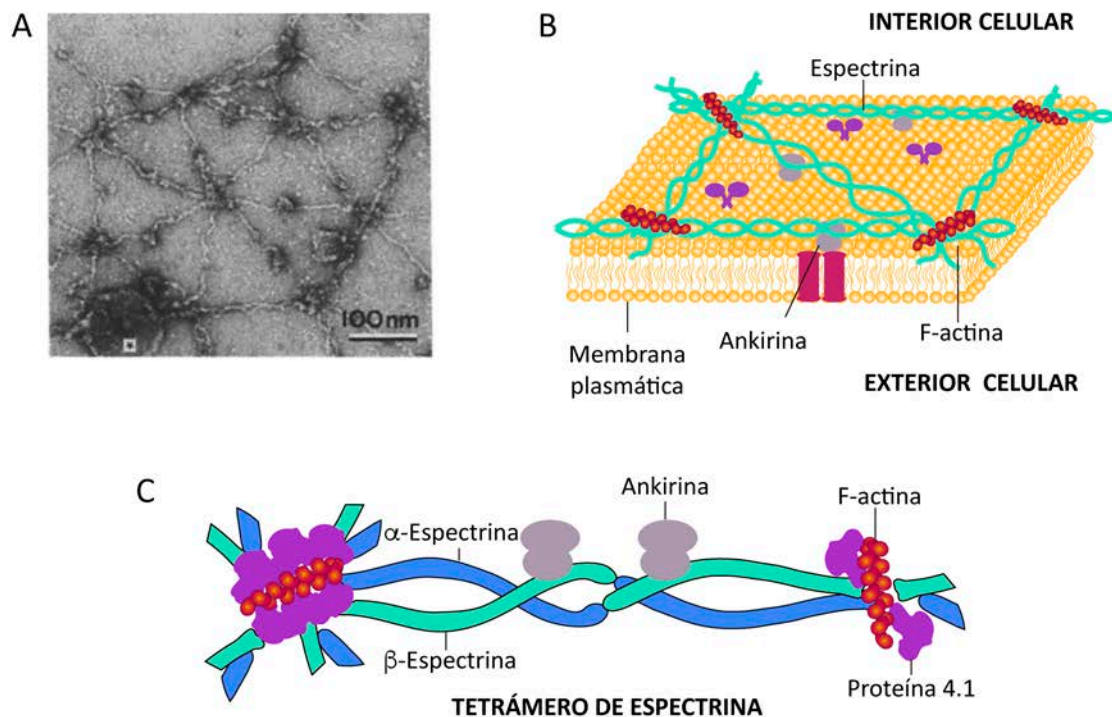 A
100 nm
B
INTERIOR CELULAR
Espectrina
Ankirina
F-actina
Membrana
plasmática
EXTERIOR CELULAR
C
Ankirina
F-actina
α-Espectrina
β-Espectrina
Proteína 4.1
TETRÁMERO DE ESPECTRINA